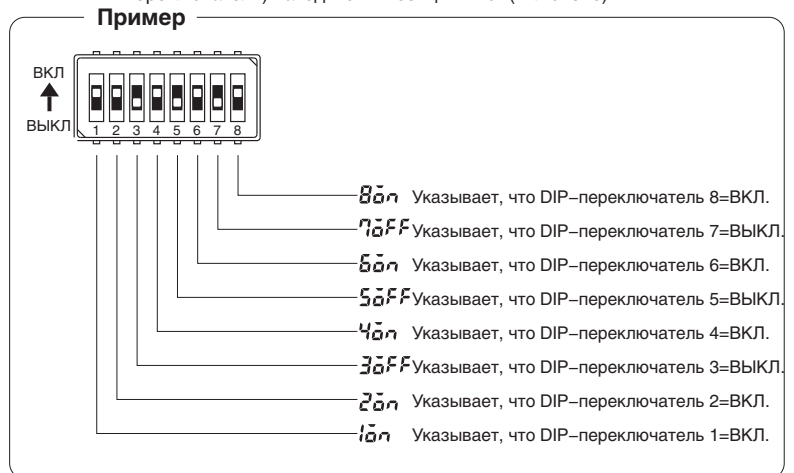 Пример
ВКЛ
ВЫКЛ
1 2 3 4 5 6 7 8
8on Указывает, что DIP–переключатель 8=ВКЛ.
7oFF Указывает, что DIP–переключатель 7=ВЫКЛ.
6on Указывает, что DIP–переключатель 6=ВКЛ.
5oFF Указывает, что DIP–переключатель 5=ВЫКЛ.
4on Указывает, что DIP–переключатель 4=ВКЛ.
3oFF Указывает, что DIP–переключатель 3=ВЫКЛ.
2on Указывает, что DIP–переключатель 2=ВКЛ.
1on Указывает, что DIP–переключатель 1=ВКЛ.